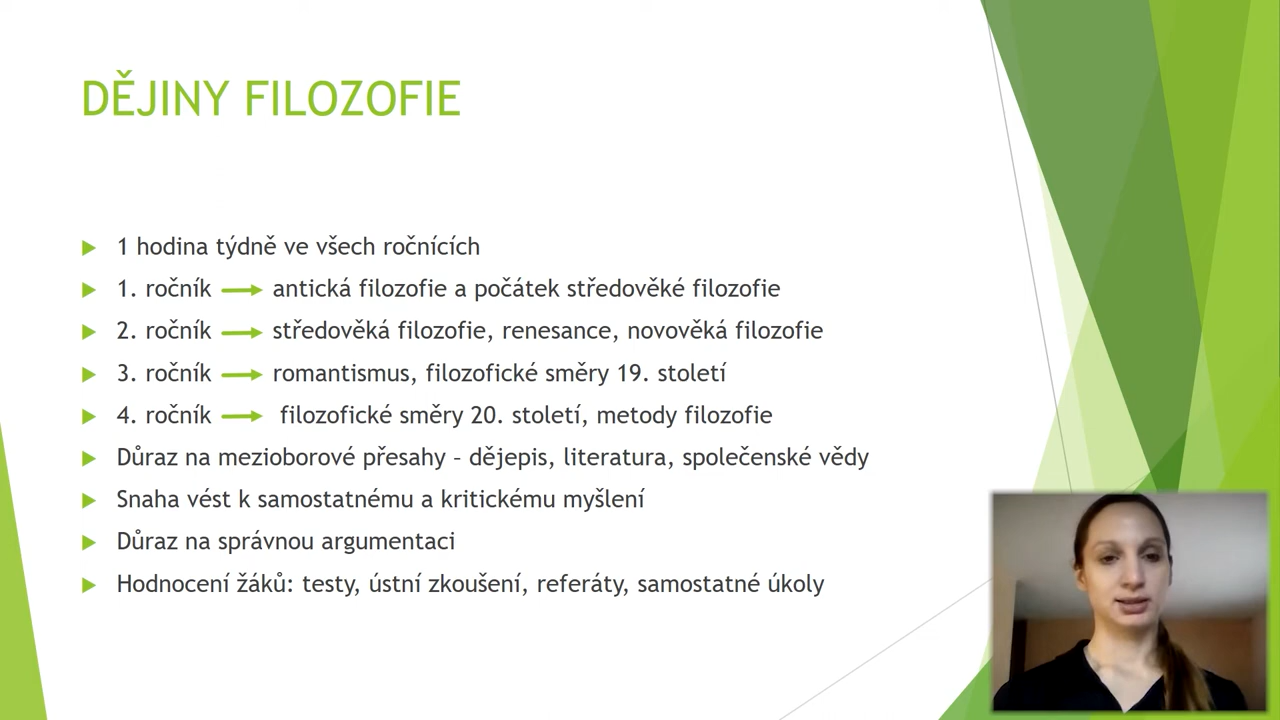 DĚJINY FILOZOFIE
1 hodina týdně ve všech ročnících
1. ročník antická filozofie a počátek středověké filozofie
2. ročník středověká filozofie, renesance, novověká filozofie
3. ročník romantismus, filozofické směry 19. století
4. ročník filozofické směry 20. století, metody filozofie
Důraz na mezioborové přesahy – dějepis, literatura, společenské vědy
Snaha vést k samostatnému a kritickému myšlení
Důraz na správnou argumentaci
Hodnocení žáků: testy, ústní zkoušení, referáty, samostatné úkoly